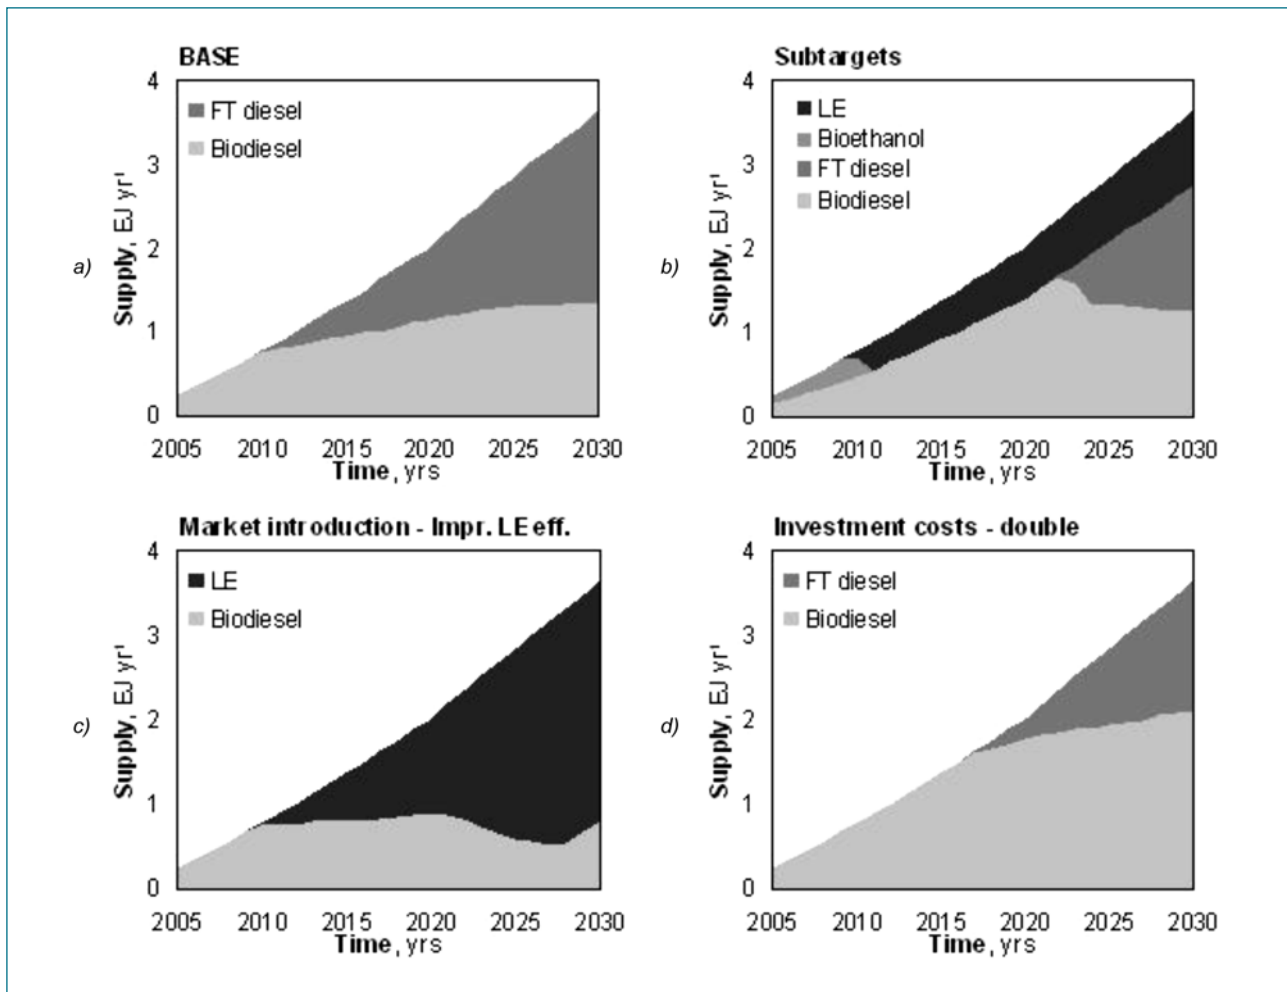 BASE
4
3
2
1
0
FT diesel
Biodiesel
Supply, EJ yr'
a)
2005 2010 2015 2020 2025 2030
Time, yrs
Subtargets
4
3
2
1
0
LE
Bioethanol
FT diesel
Biodiesel
Supply, EJ yr'
b)
2005 2010 2015 2020 2025 2030
Time, yrs
Market introduction - Impr. LE eff.
4
3
2
1
0
LE
Biodiesel
Supply, EJ yr'
c)
2005 2010 2015 2020 2025 2030
Time, yrs
Investment costs - double
4
3
2
1
0
FT diesel
Biodiesel
Supply, EJ yr'
d)
2005 2010 2015 2020 2025 2030
Time, yrs